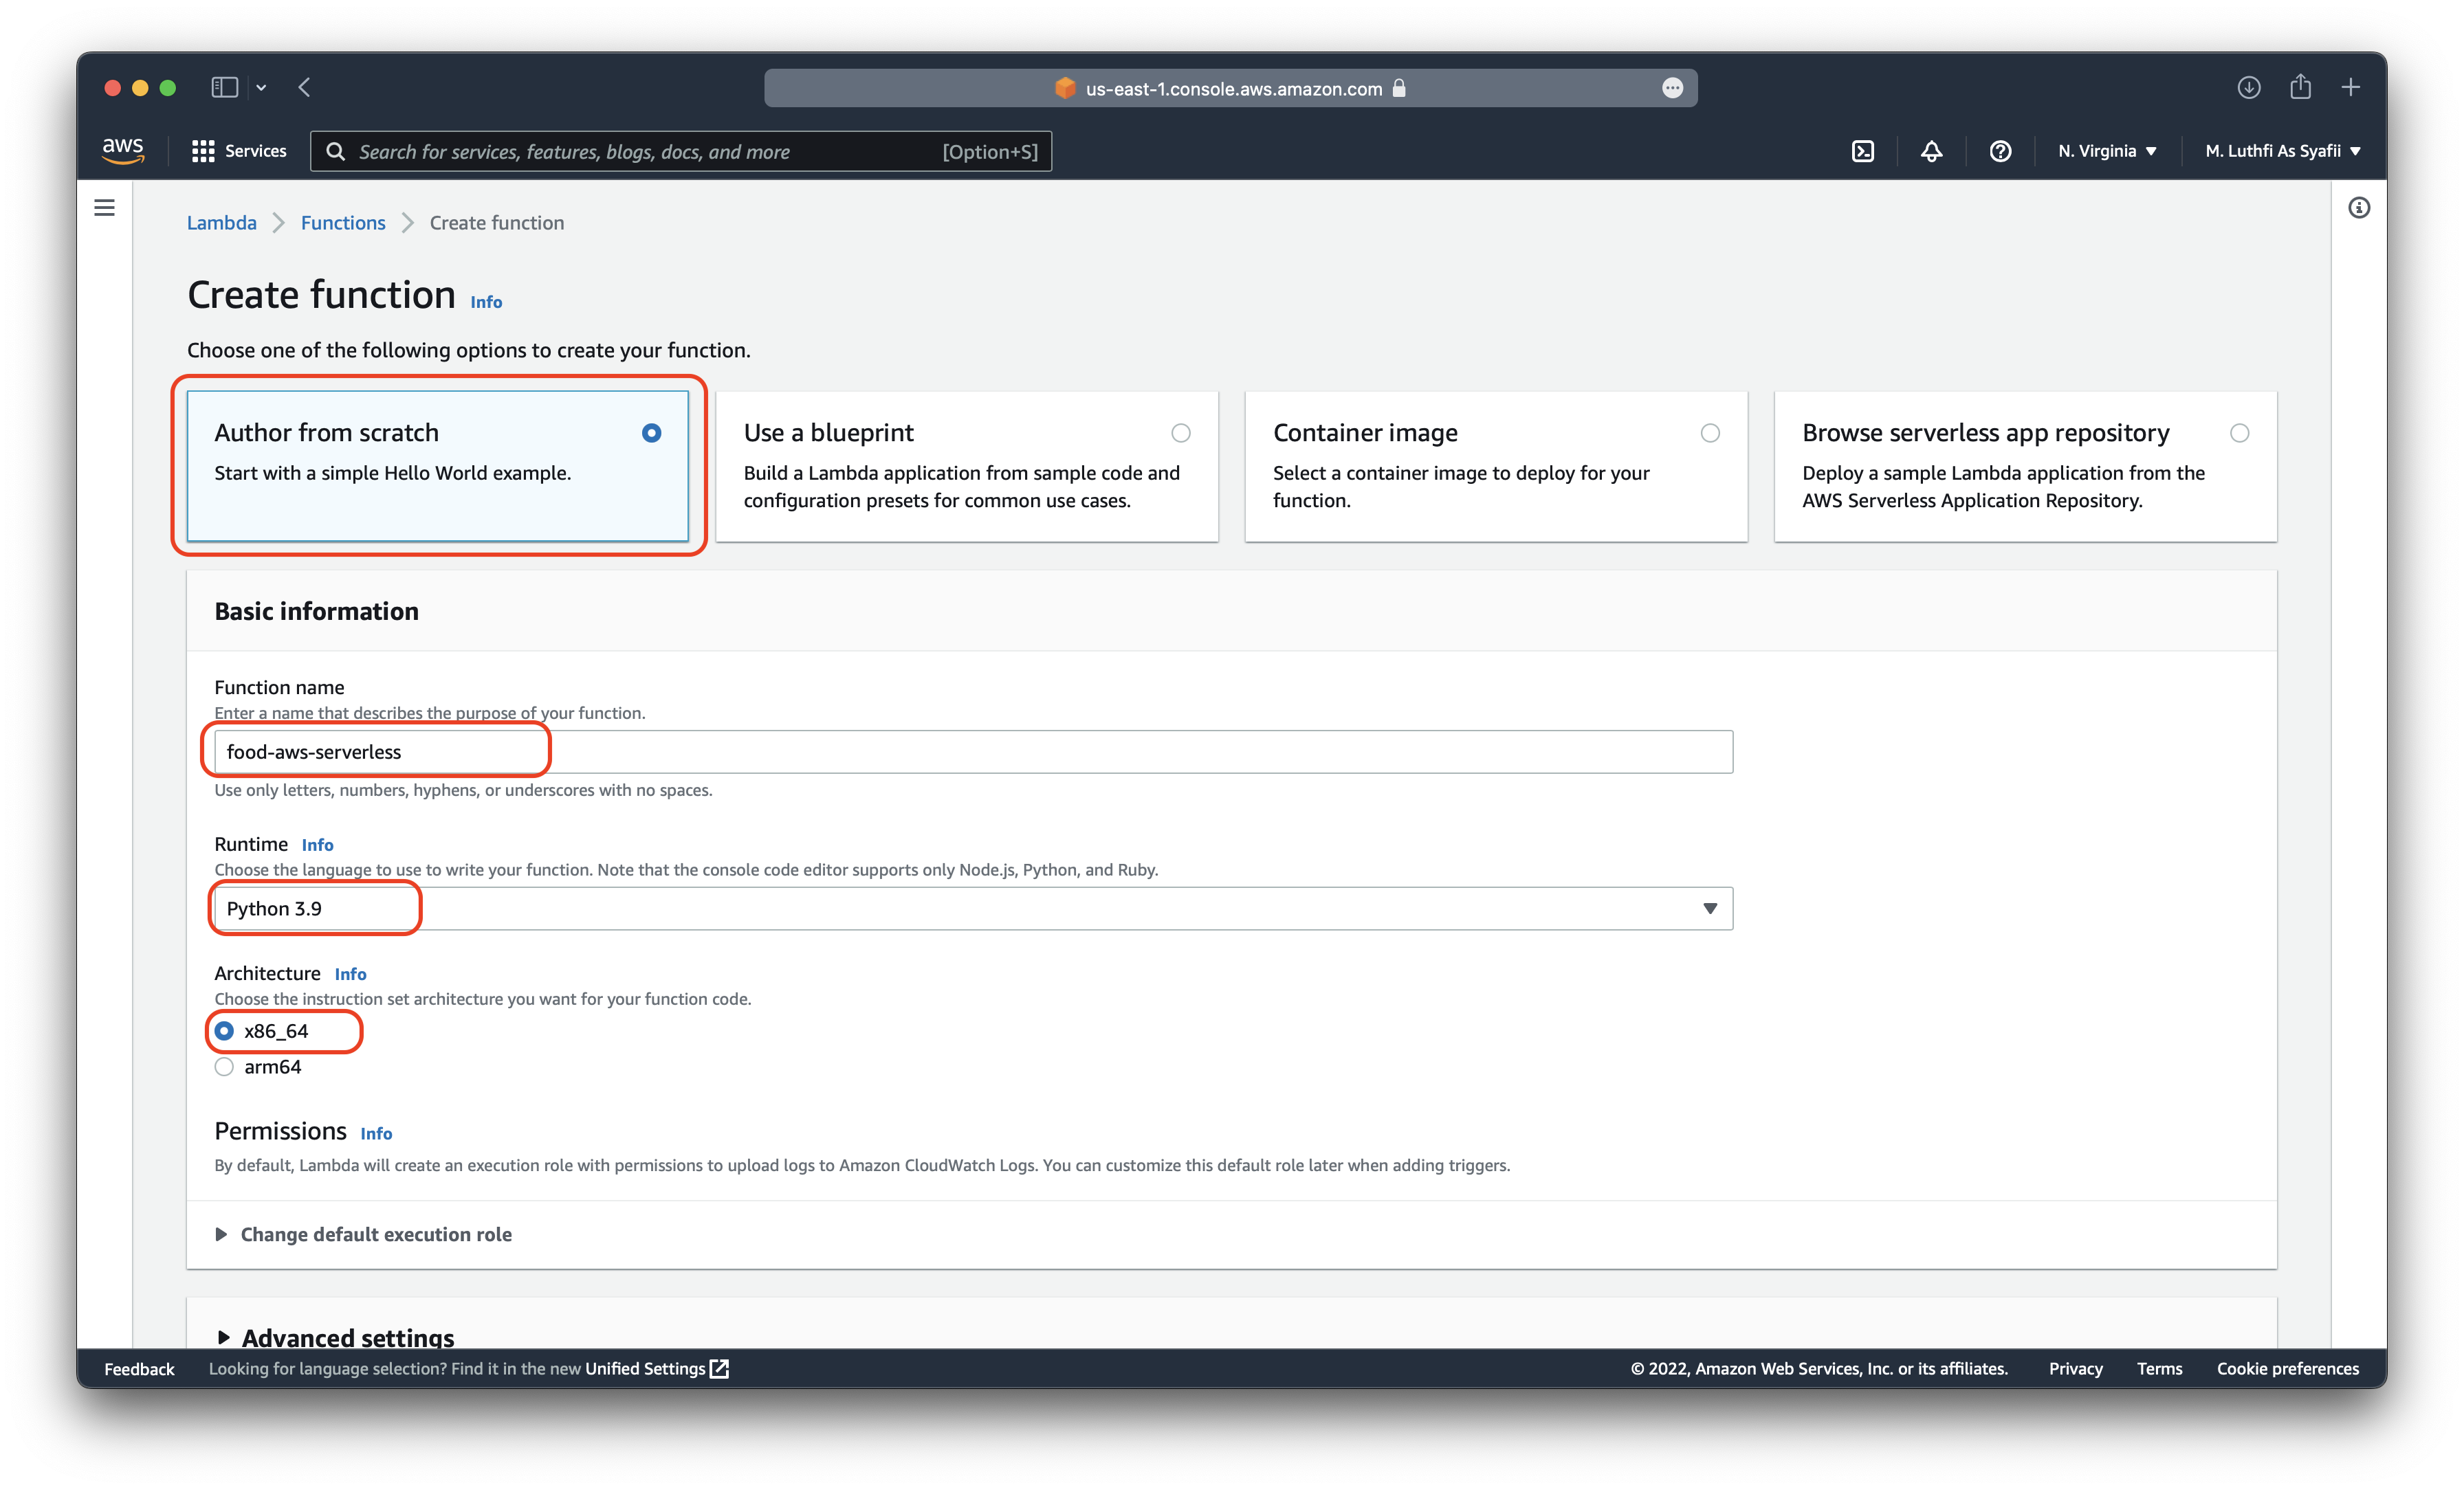 us-east-1.console.aws.amazon.com
aws
Services
Search for services, features, blogs, docs, and more
[Option+S]
N. Virginia
M. Luthfi As Syafii
Lambda
Functions
Create function
Create function Info
Choose one of the following options to create your function.
Author from scratch
Start with a simple Hello World example.
Use a blueprint
Build a Lambda application from sample code and
configuration presets for common use cases.
Container image
Select a container image to deploy for your
function.
Browse serverless app repository
Deploy a sample Lambda application from the
AWS Serverless Application Repository.
Basic information
Function name
Enter a name that describes the purpose of your function.
food-aws-serverless
Use only letters, numbers, hyphens, or underscores with no spaces.
Runtime Info
Choose the language to use to write your function. Note that the console code editor supports only Node.js, Python, and Ruby.
Python 3.9
Architecture Info
Choose the instruction set architecture you want for your function code.
x86_64
arm64
Permissions Info
By default, Lambda will create an execution role with permissions to upload logs to Amazon CloudWatch Logs. You can customize this default role later when adding triggers.
Change default execution role
Advanced settings
Feedback
Looking for language selection? Find it in the new Unified Settings
© 2022, Amazon Web Services, Inc. or its affiliates.
Privacy
Terms
Cookie preferences